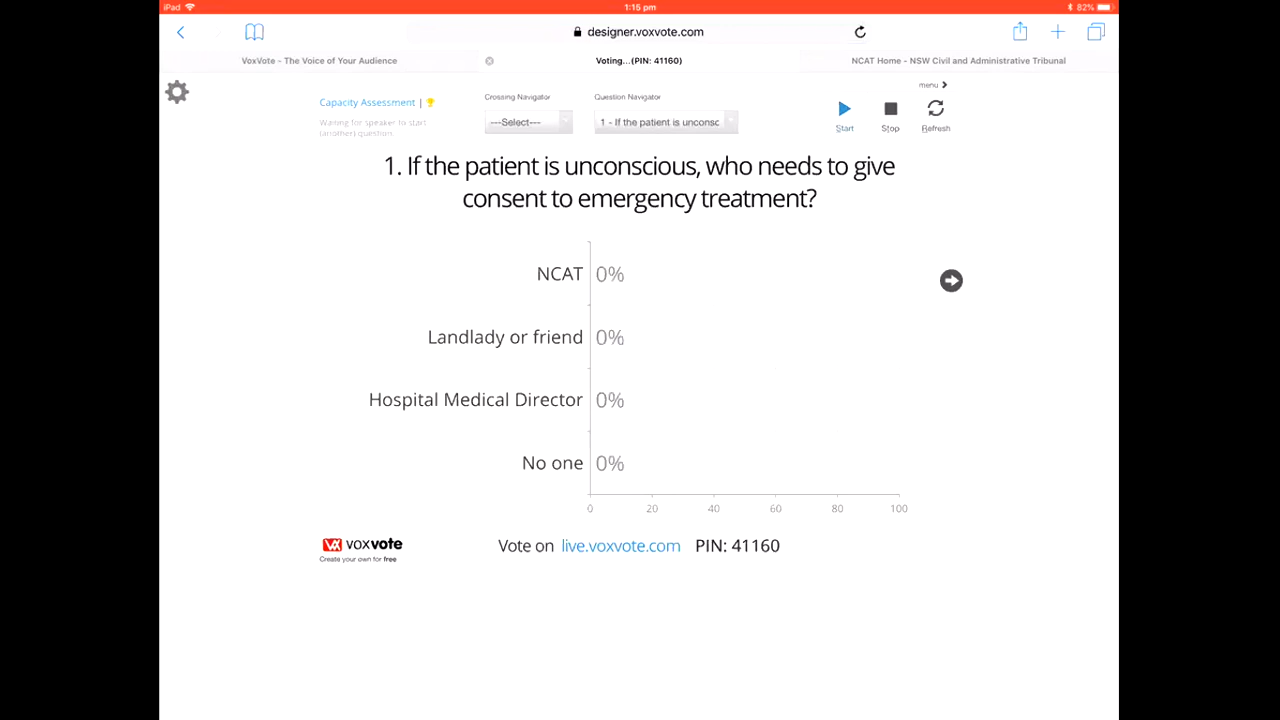 iPad 1:15 pm 82%
designer.voxvote.com
VoxVote - The Voice of Your Audience Voting...(PIN: 41160) NCAT Home - NSW Civil and Administrative Tribunal
menu
Capacity Assessment | Crossing Navigator Question Navigator
Waiting for speaker to start (another) question.
---Select--- 1 - If the patient is unconsc
Start Stop Refresh
1. If the patient is unconscious, who needs to give
consent to emergency treatment?
NCAT 0%
Landlady or friend 0%
Hospital Medical Director 0%
No one 0%
0 20 40 60 80 100
voxvote Vote on live.voxvote.com PIN: 41160
Create your own for free